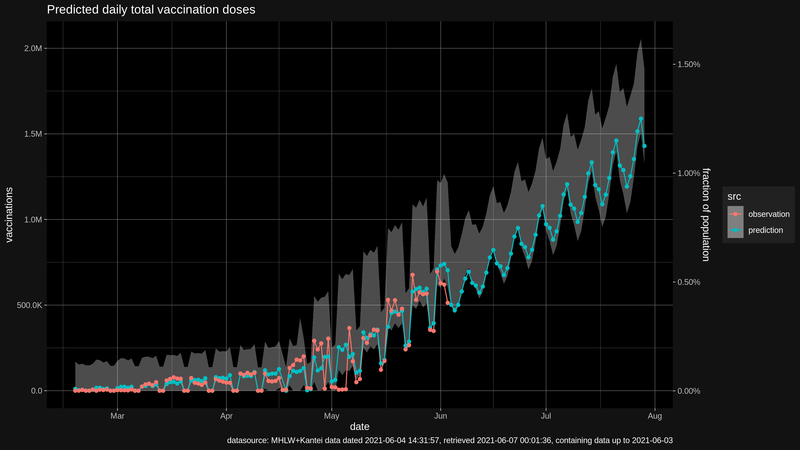 Predicted daily total vaccination doses
2.0M
1.5M
1.0M
500.0K
0.0
vaccinations
1.50%
1.00%
0.50%
0.00%
fraction of population
src
observation
prediction
Mar Apr May Jun Jul Aug
date
datasource: MHLW+Kantei data dated 2021-06-04 14:31:57, retrieved 2021-06-07 00:01:36, containing data up to 2021-06-03